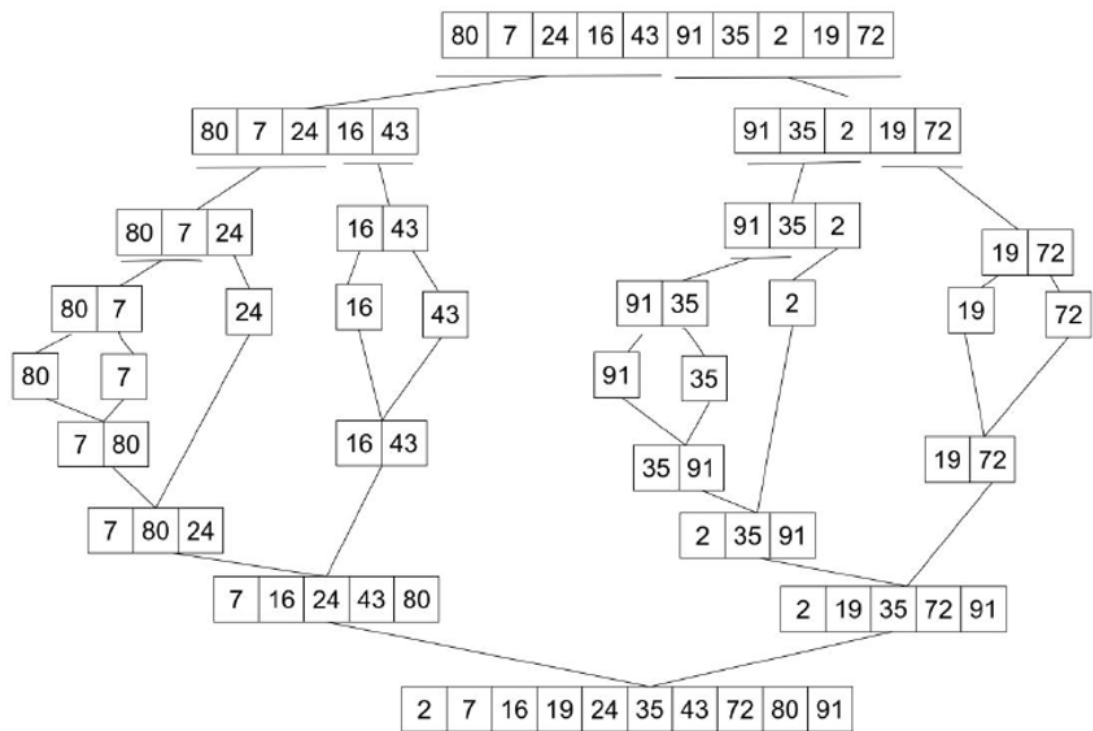 80 7 24 16 43 91 35 2 19 72
80 7 24 16 43
91 35 2 19 72
80 7 24
16 43
91 35 2
19 72
80 7
24
16
43
91 35
2
19
72
80
7
91
35
7 80
16 43
35 91
19 72
7 80 24
2 35 91
7 16 24 43 80
2 19 35 72 91
2 7 16 19 24 35 43 72 80 91